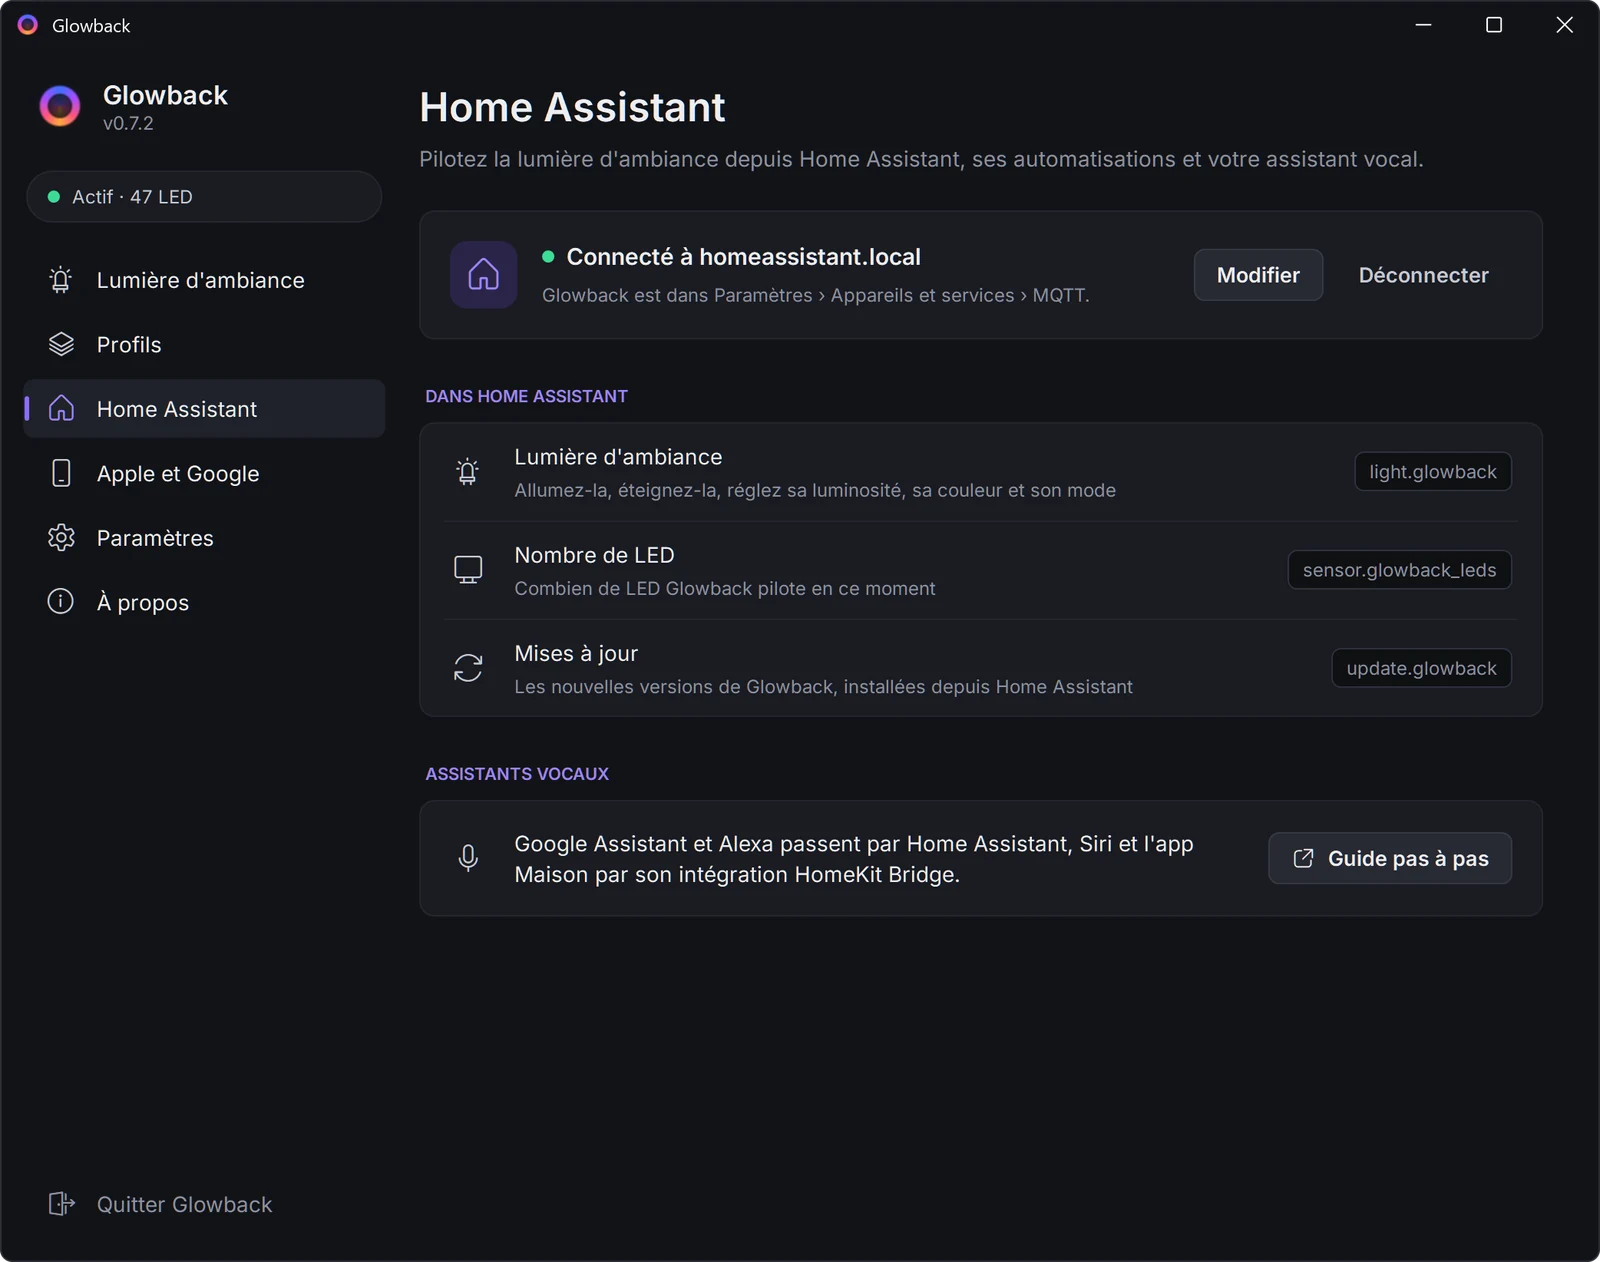 Glowback
Glowback
v0.7.2
Actif · 47 LED
Lumière d'ambiance
Profils
Home Assistant
Apple et Google
Paramètres
À propos
Quitter Glowback
Home Assistant
Pilotez la lumière d'ambiance depuis Home Assistant, ses automatisations et votre assistant vocal.
Connecté à homeassistant.local
Glowback est dans Paramètres › Appareils et services › MQTT.
Modifier
Déconnecter
DANS HOME ASSISTANT
Lumière d'ambiance
Allumez-la, éteignez-la, réglez sa luminosité, sa couleur et son mode
light.glowback
Nombre de LED
Combien de LED Glowback pilote en ce moment
sensor.glowback_leds
Mises à jour
Les nouvelles versions de Glowback, installées depuis Home Assistant
update.glowback
ASSISTANTS VOCAUX
Google Assistant et Alexa passent par Home Assistant, Siri et l'app
Maison par son intégration HomeKit Bridge.
Guide pas à pas